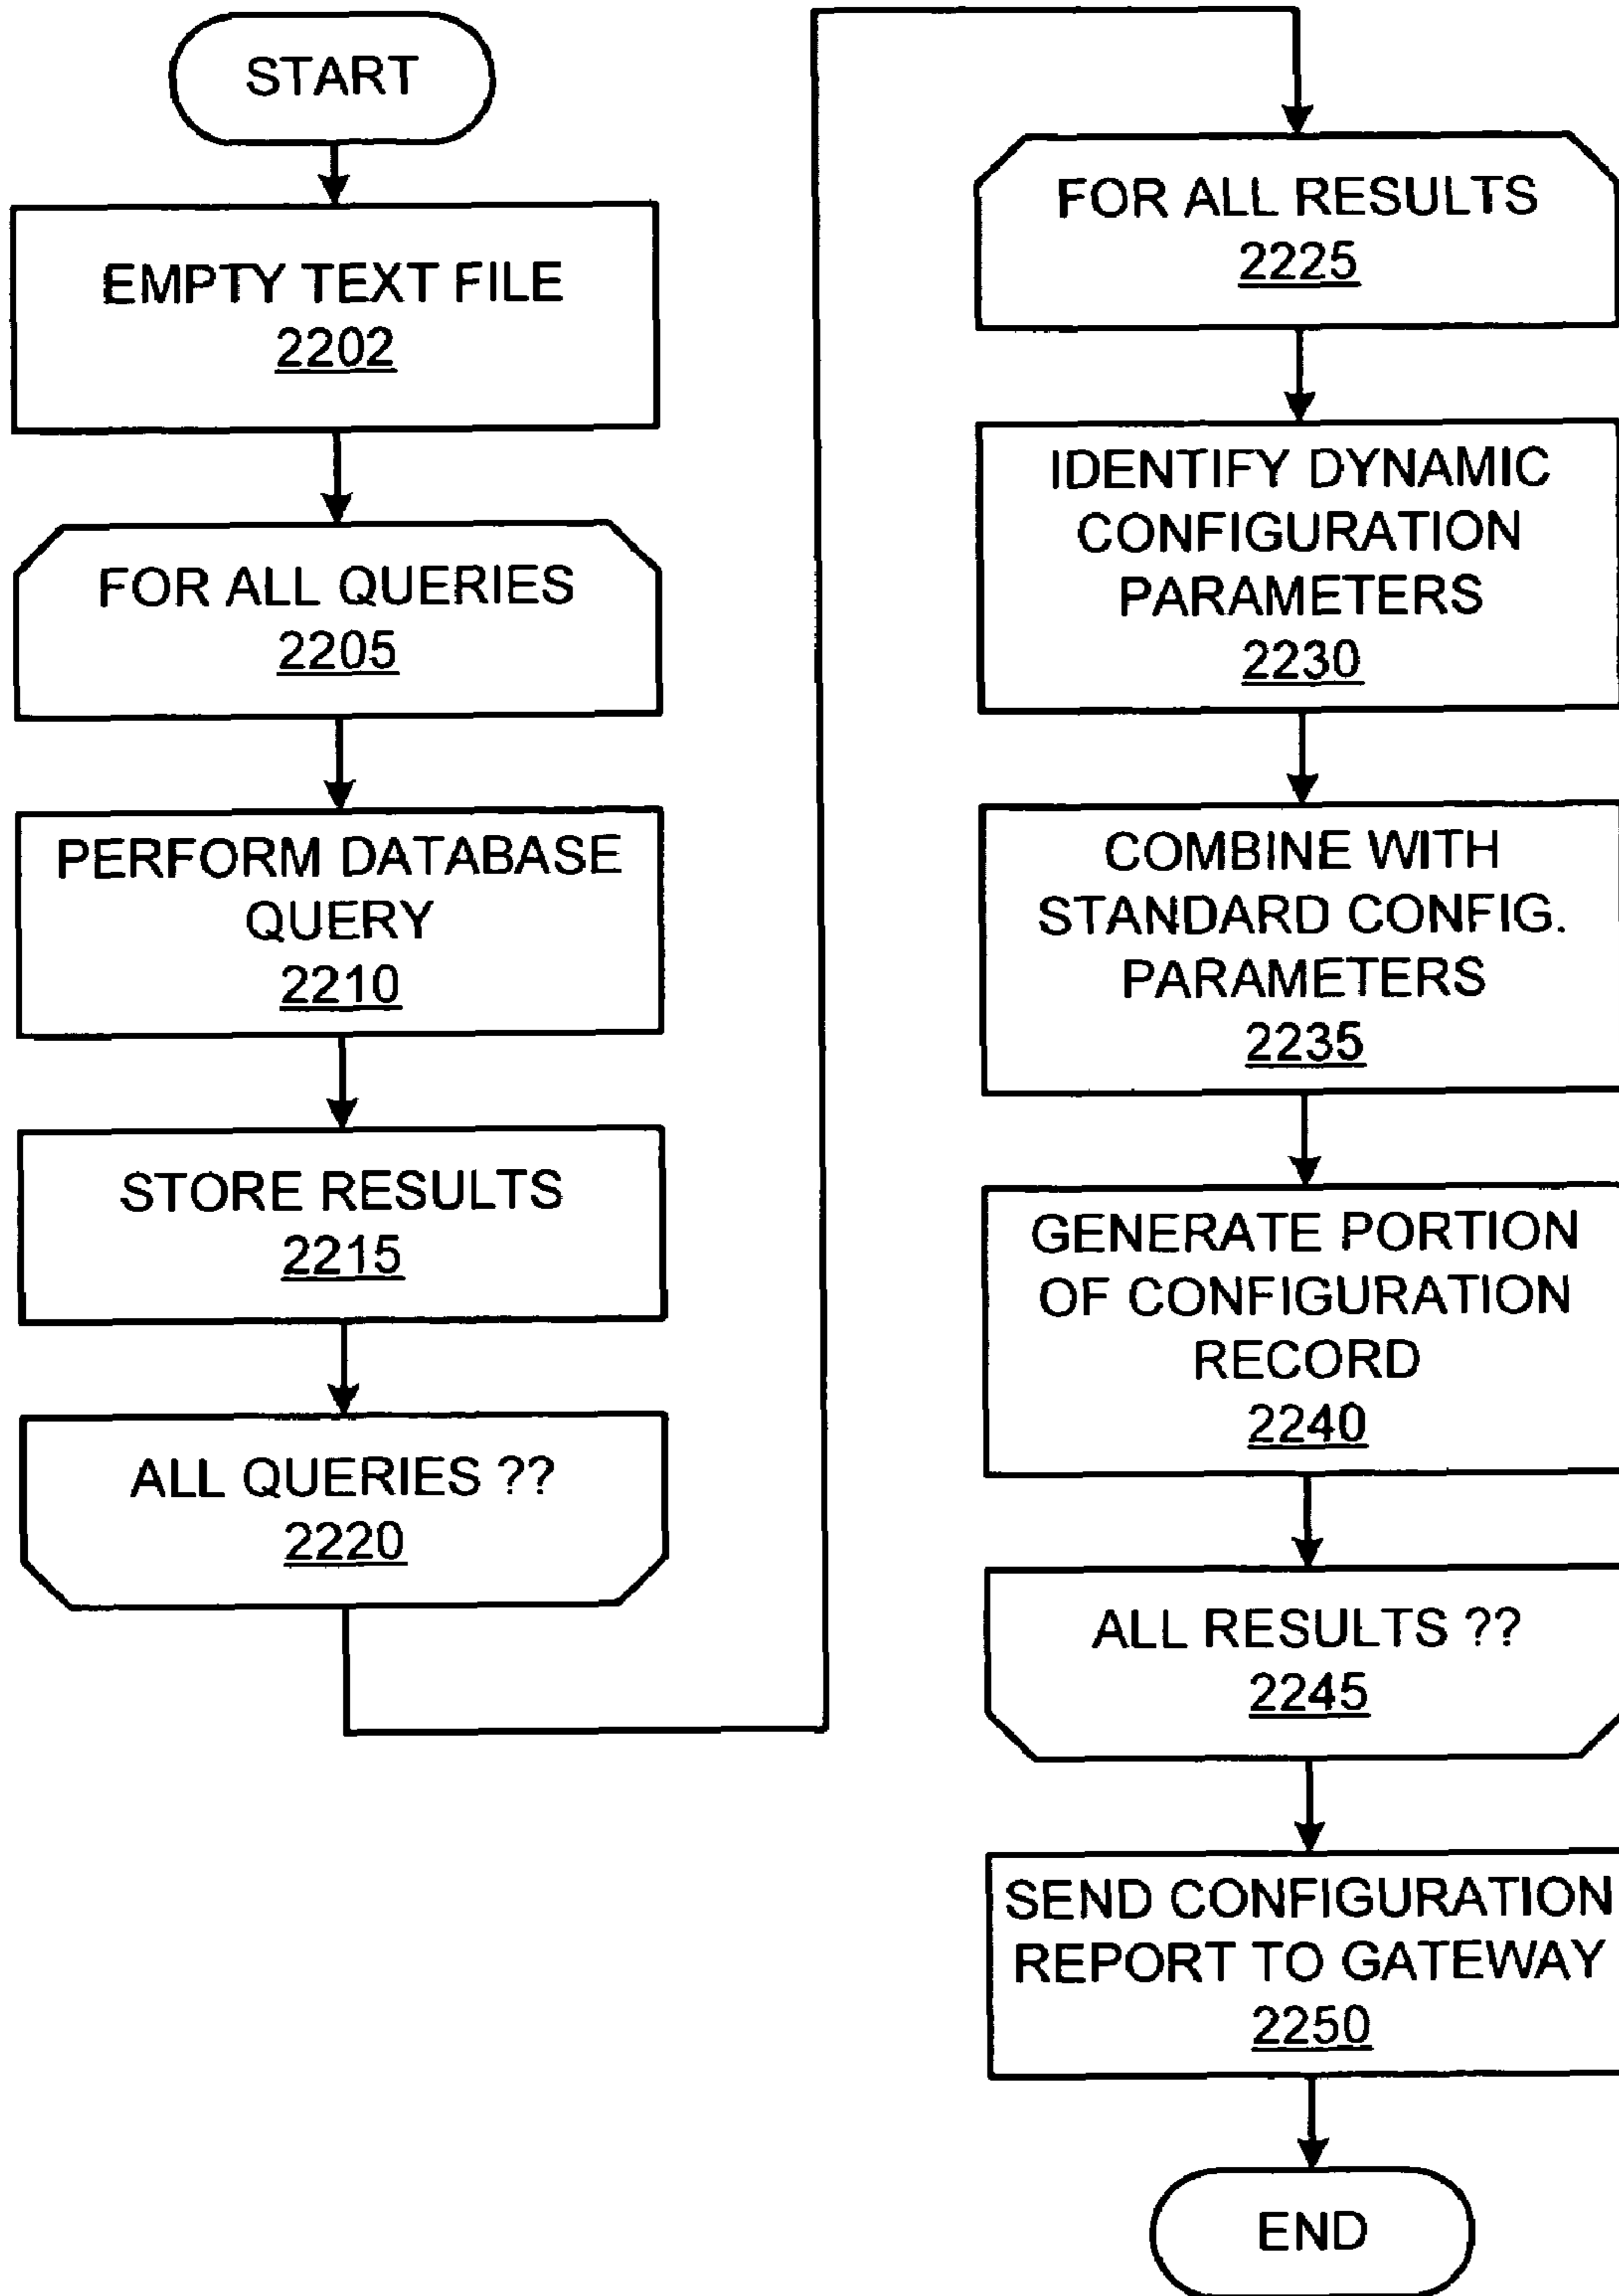 START
EMPTY TEXT FILE
2202
FOR ALL QUERIES
2205
PERFORM DATABASE
QUERY
2210
STORE RESULTS
2215
ALL QUERIES ??
2220
FOR ALL RESULTS
2225
IDENTIFY DYNAMIC
CONFIGURATION
PARAMETERS
2230
COMBINE WITH
STANDARD CONFIG.
PARAMETERS
2235
GENERATE PORTION
OF CONFIGURATION
RECORD
2240
ALL RESULTS ??
2245
SEND CONFIGURATION
REPORT TO GATEWAY
2250
END